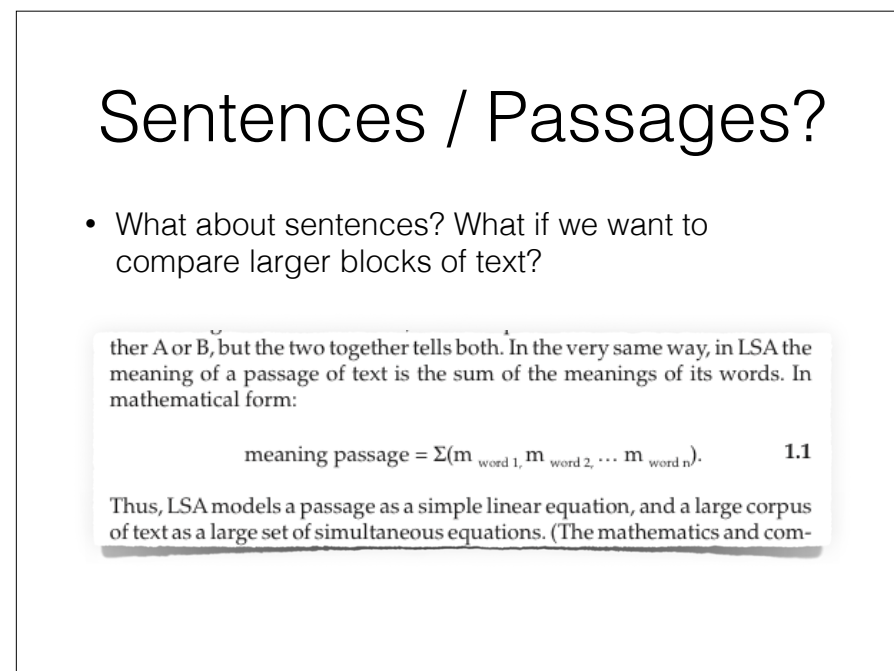 Sentences / Passages?
• What about sentences? What if we want to
compare larger blocks of text?
ther A or B, but the two together tells both. In the very same way, in LSA the
meaning of a passage of text is the sum of the meanings of its words. In
mathematical form:
meaning passage = Σ(m word 1, m word 2, … m word n). 1.1
Thus, LSA models a passage as a simple linear equation, and a large corpus
of text as a large set of simultaneous equations. (The mathematics and com-